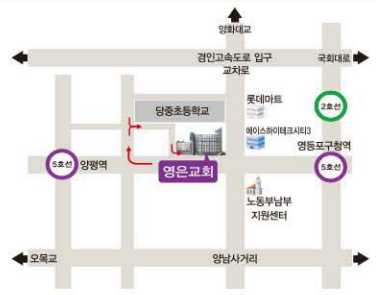 양화대교
경인고속도로 입구
교차로
국회대로
롯데마트
당중초등학교
2호선
에이스하이테크시티3
영등포구청역
5호선
양평역
영은교회
5호선
노동부남부
지원센터
오목교
양남사거리